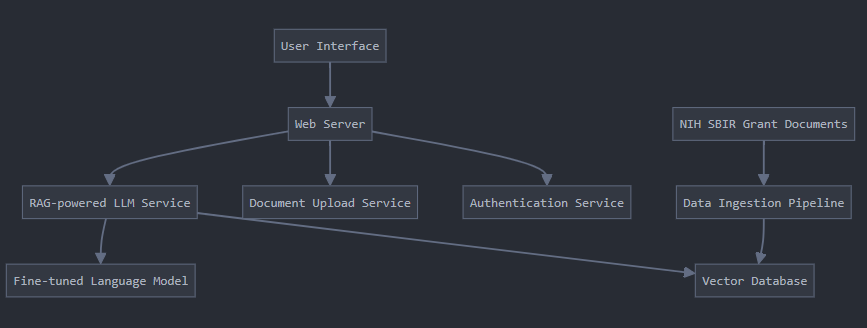 User Interface
Web Server
NIH SBIR Grant Documents
RAG-powered LLM Service
Document Upload Service
Authentication Service
Data Ingestion Pipeline
Fine-tuned Language Model
Vector Database